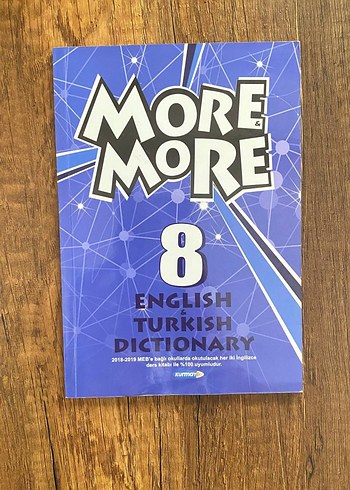 MORE
&
MORE
8
ENGLISH
&
TURKISH
DICTIONARY
2018-2019 MEB'e bağlı okullarda okutulacak her iki İngilizce
ders kitabı ile %100 uyumludur.
kurmay